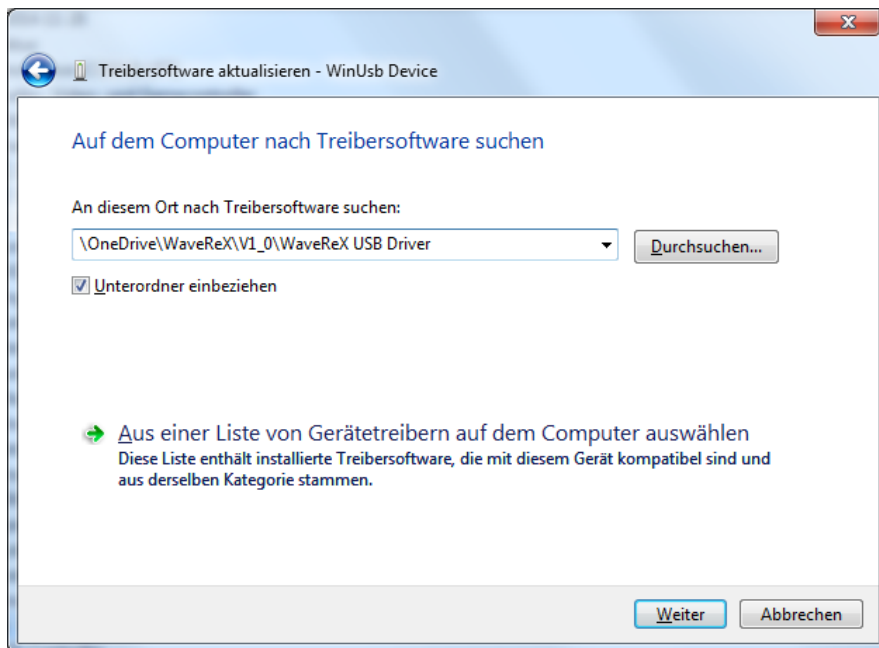 Treibersoftware aktualisieren - WinUsb Device
Auf dem Computer nach Treibersoftware suchen
An diesem Ort nach Treibersoftware suchen:
\OneDrive\WaveReX\V1_0\WaveReX USB Driver
Durchsuchen...
Unterordner einbeziehen
Aus einer Liste von Gerätetreibern auf dem Computer auswählen
Diese Liste enthält installierte Treibersoftware, die mit diesem Gerät kompatibel sind und
aus derselben Kategorie stammen.
Weiter
Abbrechen